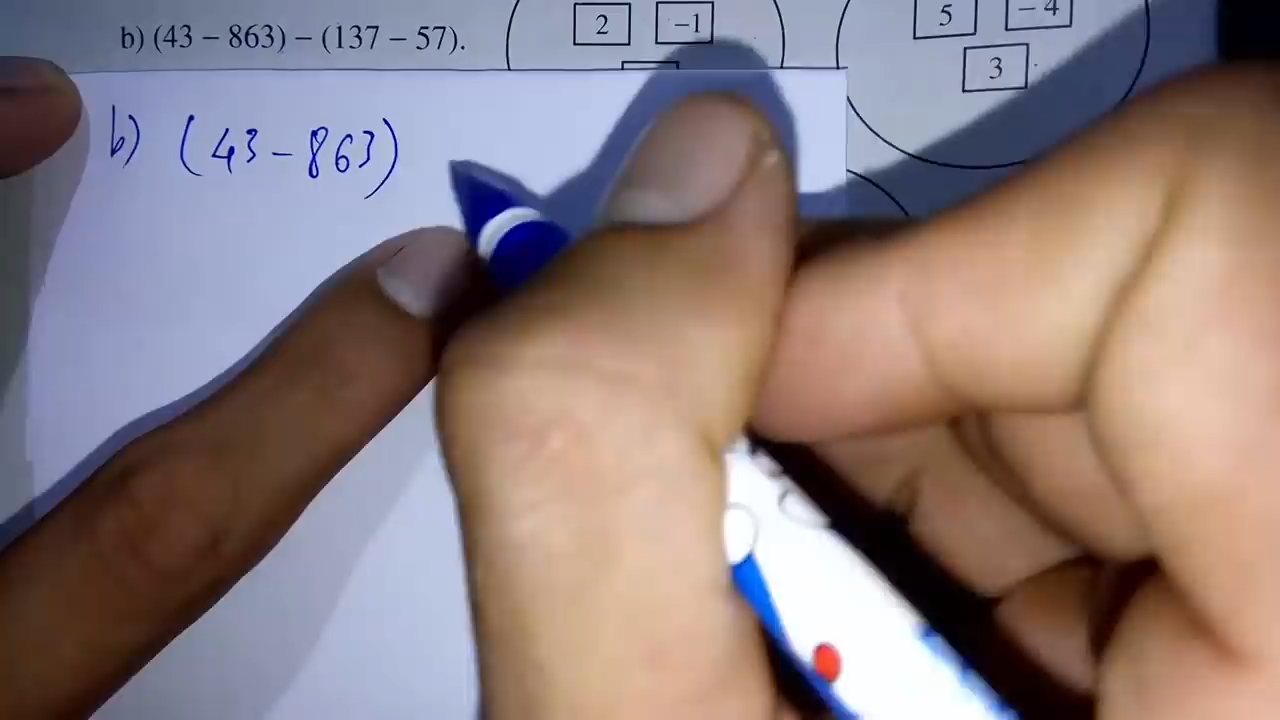 b) (43 – 863) – (137 – 57).
2 –1
5 – 4
3
b) (43 – 863)